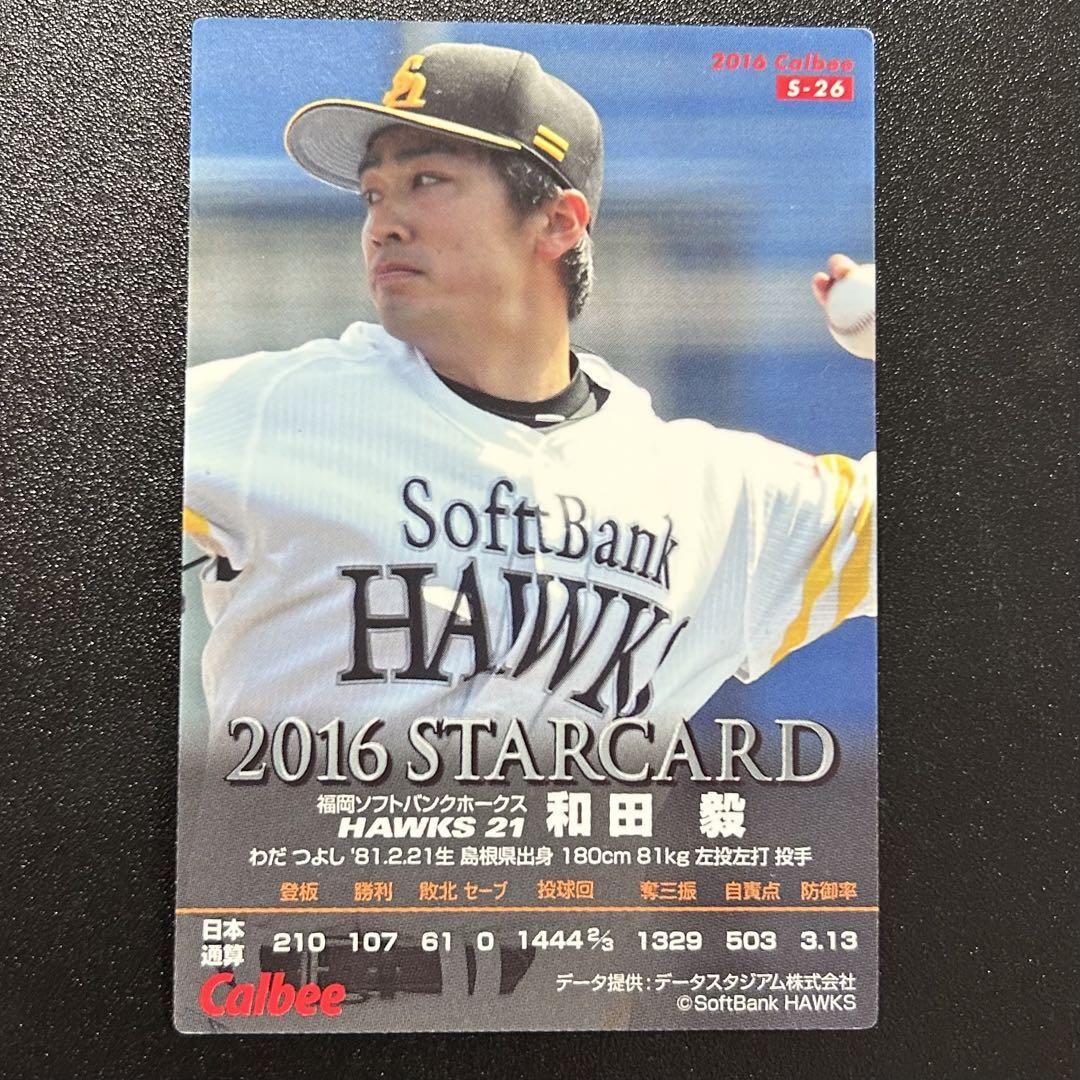 2016 Calbee
S-26
SoftBank
HAWKS
2016 STARCARD
福岡ソフトバンクホークス
HAWKS 21 和田 毅
わだ つよし '81.2.21生 島根県出身 180cm 81kg 左投左打 投手
登板 勝利 敗北 セーブ 投球回 奪三振 自責点 防御率
日本通算 210 107 61 0 1444 2/3 1329 503 3.13
Calbee
データ提供:データスタジアム株式会社
©SoftBank HAWKS